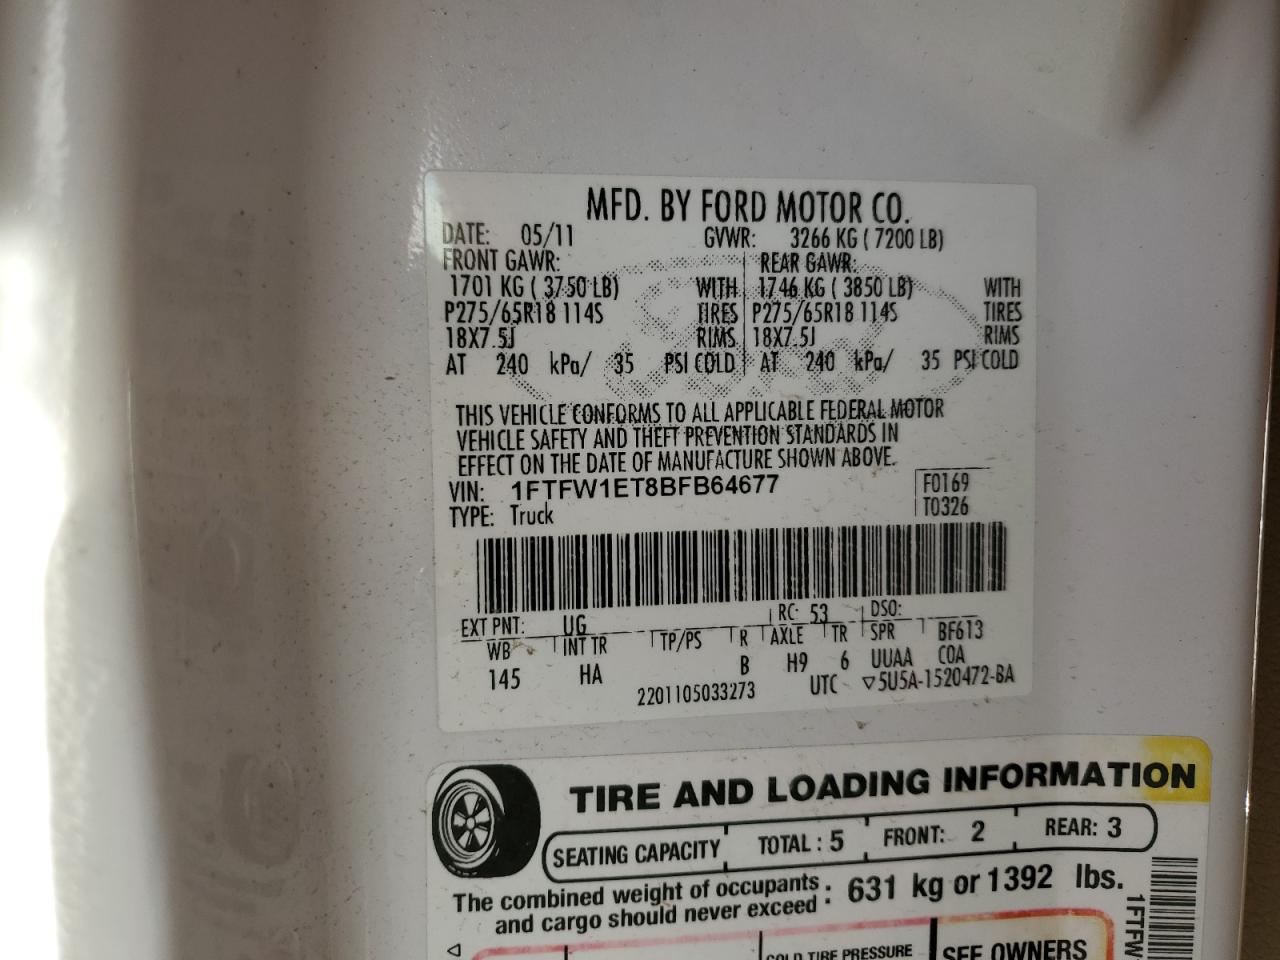 MFD. BY FORD MOTOR CO.
DATE: 05/11 GVWR: 3266 KG ( 7200 LB)
FRONT GAWR: REAR GAWR:
1701 KG ( 3750 LB) WITH 1746 KG ( 3850 LB) WITH
P275/65R18 114S TIRES P275/65R18 114S TIRES
18X7.5J RIMS 18X7.5J RIMS
AT 240 kPa/ 35 PSI COLD AT 240 kPa/ 35 PSI COLD
THIS VEHICLE CONFORMS TO ALL APPLICABLE FEDERAL MOTOR
VEHICLE SAFETY AND THEFT PREVENTION STANDARDS IN
EFFECT ON THE DATE OF MANUFACTURE SHOWN ABOVE.
VIN: 1FTFW1ET8BFB64677 F0169
TYPE: Truck T0326
EXT PNT: UG RC: 53 DSO:
WB INT TR TP/PS R AXLE TR SPR BF613
145 HA B H9 6 UUAA COA
2201105033273 UTC ▽5U5A-1520472-BA
TIRE AND LOADING INFORMATION
SEATING CAPACITY TOTAL : 5 FRONT: 2 REAR: 3
The combined weight of occupants : 631 kg or 1392 lbs.
and cargo should never exceed :
COLD TIRE PRESSURE SEE OWNERS
1FTFW